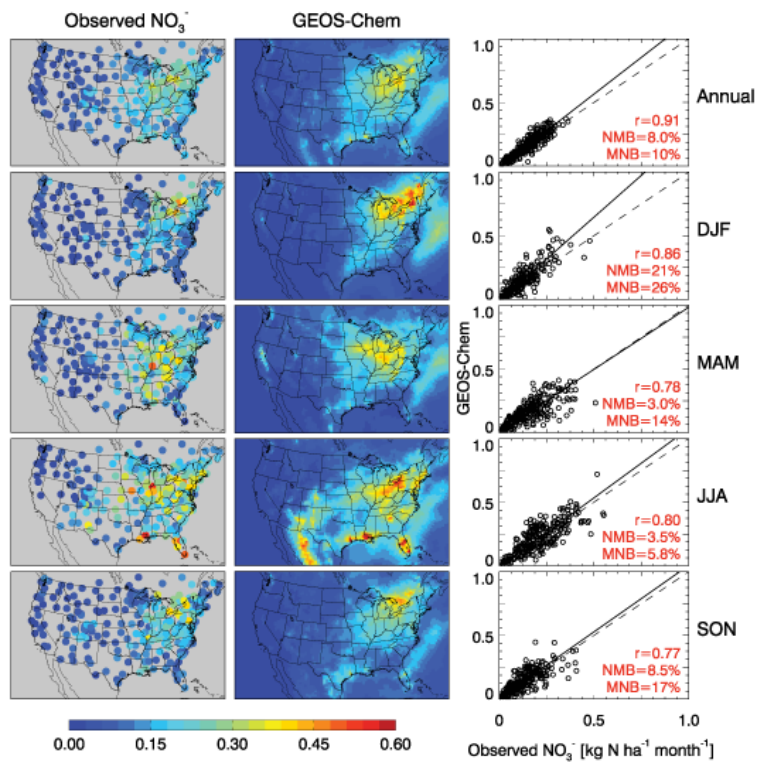 Observed NO₃⁻ GEOS-Chem
1.0
0.5
0
r=0.91
NMB=8.0%
MNB=10%
Annual
1.0
0.5
0
r=0.86
NMB=21%
MNB=26%
DJF
1.0
0.5
0
r=0.78
NMB=3.0%
MNB=14%
MAM
GEOS-Chem
1.0
0.5
0
r=0.80
NMB=3.5%
MNB=5.8%
JJA
1.0
0.5
0
r=0.77
NMB=8.5%
MNB=17%
SON
0 0.5 1.0
0.00 0.15 0.30 0.45 0.60
Observed NO₃⁻ [kg N ha⁻¹ month⁻¹]